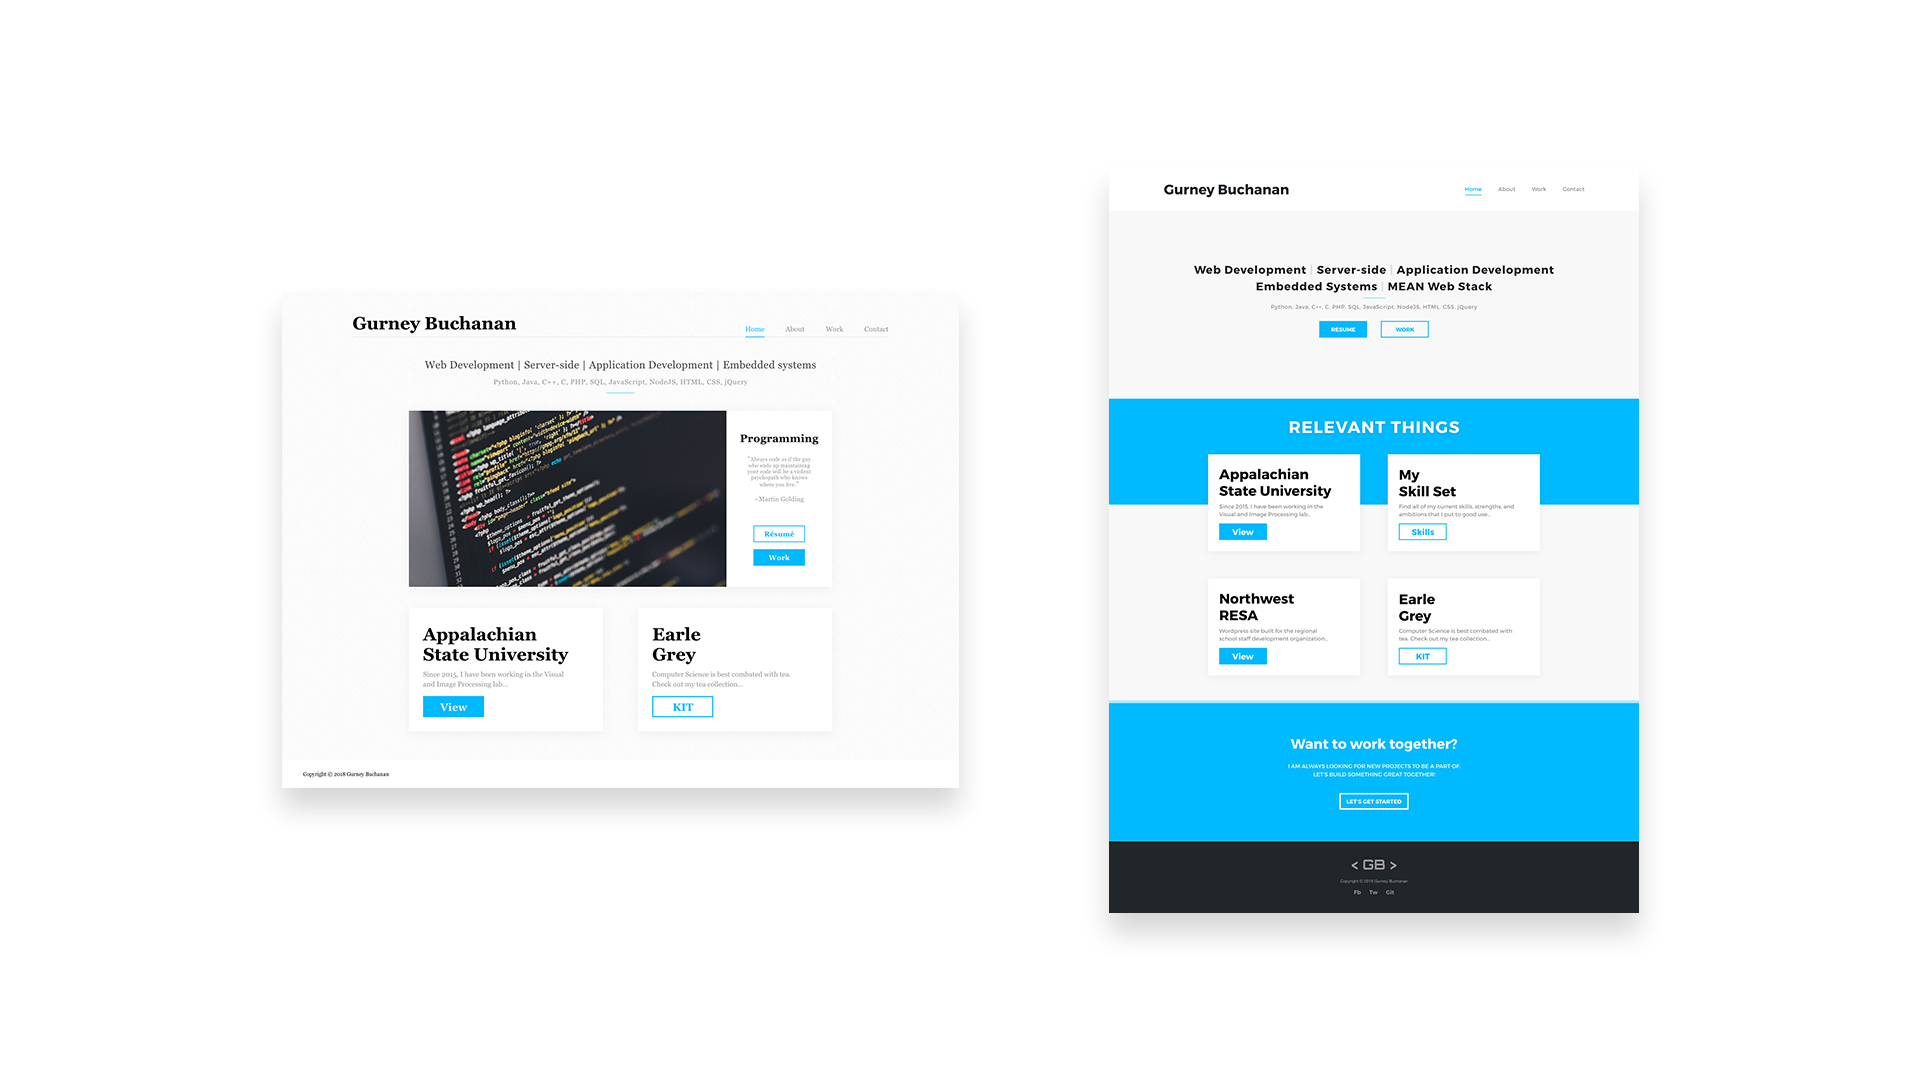 Gurney Buchanan
Home About Work Contact
Web Development | Server-side | Application Development | Embedded systems
Python, Java, C++, C, PHP, SQL, JavaScript, NodeJS, HTML, CSS, jQuery
Programming
"Always code as if the guy
who ends up maintaining
your code will be a violent
psychopath who knows
where you live."
–Martin Golding
Résumé
Work
Appalachian
State University
Since 2015, I have been working in the Visual
and Image Processing lab...
View
Earle
Grey
Computer Science is best combated with tea.
Check out my tea collection...
KIT
Copyright © 2018 Gurney Buchanan
Gurney Buchanan
Home About Work Contact
Web Development | Server-side | Application Development
Embedded Systems | MEAN Web Stack
Python, Java, C++, C, PHP, SQL, JavaScript, NodeJS, HTML, CSS, jQuery
RESUME WORK
RELEVANT THINGS
Appalachian
State University
Since 2015, I have been working in the
Visual and Image Processing lab...
View
My
Skill Set
Find all of my current skills, strengths, and
ambitions that I put to good use...
Skills
Northwest
RESA
Wordpress site built for the regional
school staff development organization...
View
Earle
Grey
Computer Science is best combated with
tea. Check out my tea collection...
KIT
Want to work together?
I AM ALWAYS LOOKING FOR NEW PROJECTS TO BE A PART OF.
LET'S BUILD SOMETHING GREAT TOGETHER!
LET'S GET STARTED
< GB >
Copyright © 2018 Gurney Buchanan
Fb Tw Git